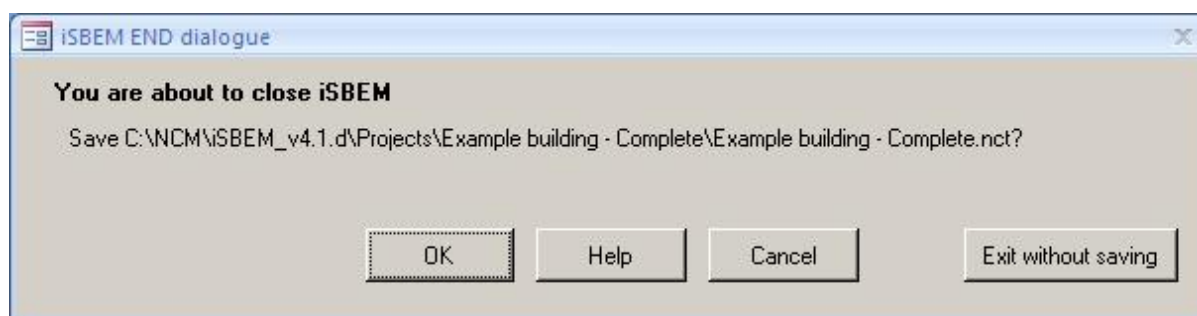 iSBEM END dialogue
You are about to close iSBEM
Save C:\NCM\iSBEM_v4.1.d\Projects\Example building - Complete\Example building - Complete.nct?
OK Help Cancel Exit without saving